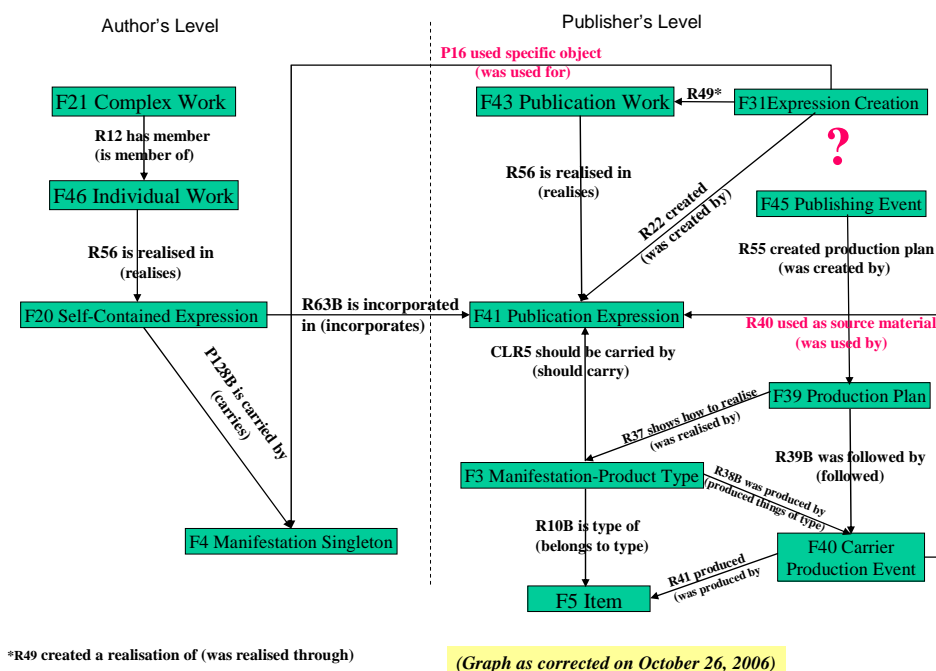 Author's Level
Publisher's Level
P16 used specific object
(was used for)
F21 Complex Work
F43 Publication Work
R49*
F31Expression Creation
R12 has member
(is member of)
?
F46 Individual Work
R56 is realised in
(realises)
R22 created
(was created by)
F45 Publishing Event
R56 is realised in
(realises)
R55 created production plan
(was created by)
F20 Self-Contained Expression
R63B is incorporated
in (incorporates)
F41 Publication Expression
R40 used as source material
(was used by)
CLR5 should be carried by
(should carry)
P128B is carried by
(carries)
R37 shows how to realise
(was realised by)
F39 Production Plan
R39B was followed by
(followed)
F3 Manifestation-Product Type
R38B was produced by
(produced things of type)
R10B is type of
(belongs to type)
F4 Manifestation Singleton
F40 Carrier
Production Event
R41 produced
(was produced by
F5 Item
*R49 created a realisation of (was realised through)
(Graph as corrected on October 26, 2006)